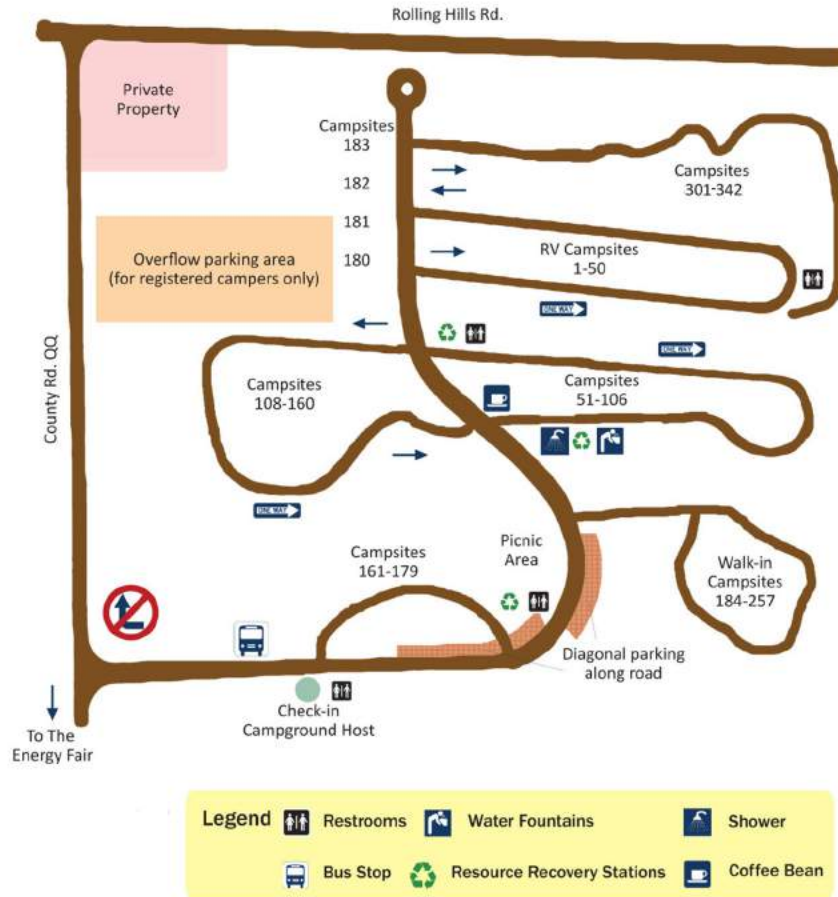 Rolling Hills Rd.
Private
Property
Campsites
183
182
181
180
Campsites
301-342
Overflow parking area
(for registered campers only)
RV Campsites
1-50
ONE WAY
ONE WAY
County Rd. QQ
Campsites
108-160
Campsites
51-106
ONE WAY
Campsites
161-179
Picnic
Area
Walk-in
Campsites
184-257
Diagonal parking
along road
Check-in
Campground Host
To The
Energy Fair
Legend
Restrooms
Water Fountains
Shower
Bus Stop
Resource Recovery Stations
Coffee Bean